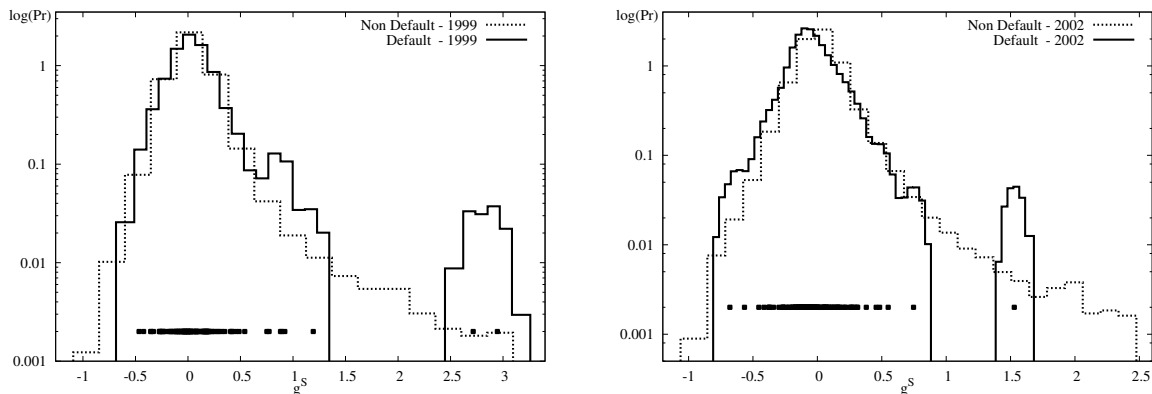 log(Pr)
Non Default - 1999
Default - 1999
1
0.1
0.01
0.001
-1 -0.5 0 0.5 1 1.5 2 2.5 3
g^S
log(Pr)
Non Default - 2002
Default - 2002
1
0.1
0.01
0.001
-1 -0.5 0 0.5 1 1.5 2 2.5
g^S